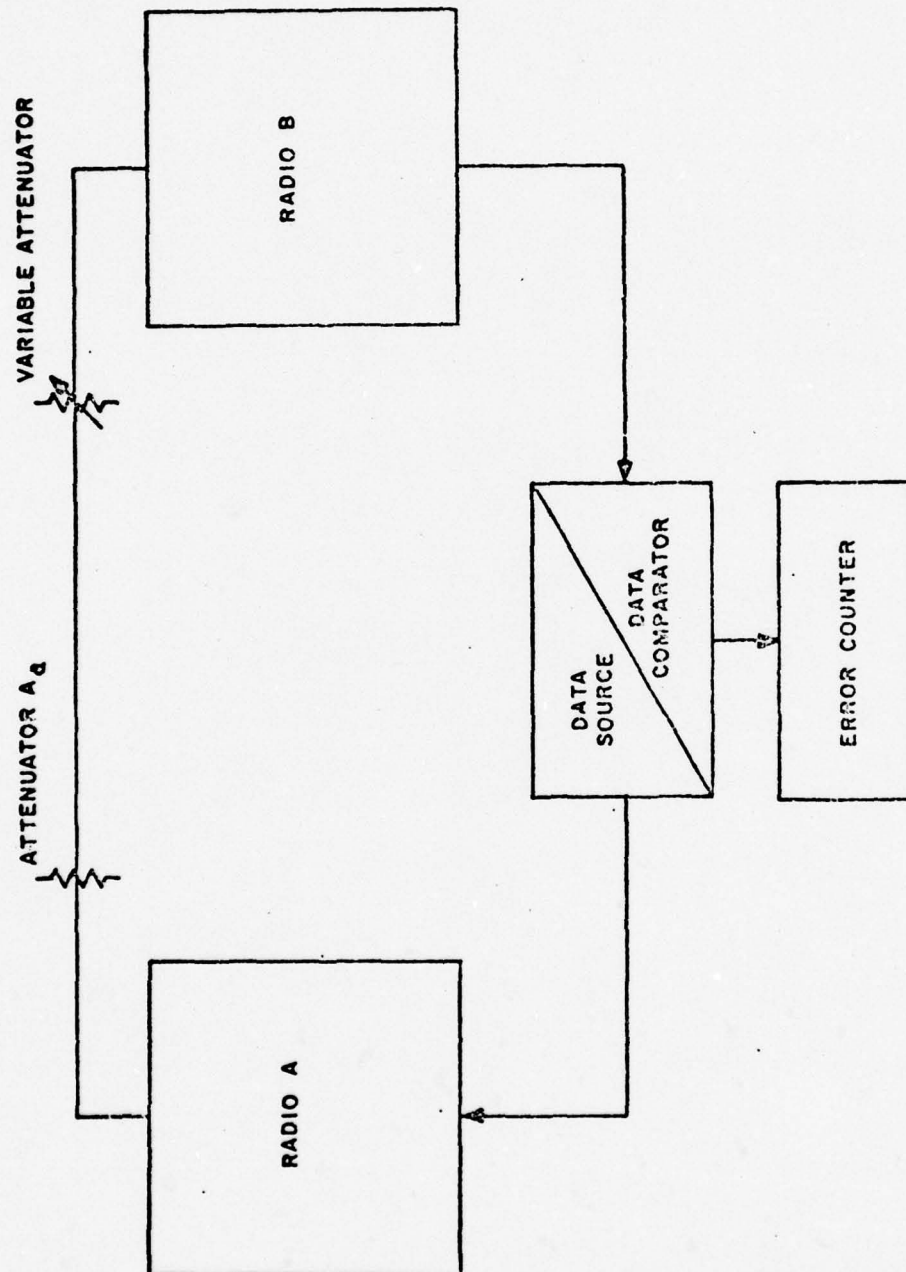 ATTENUATOR Aa
VARIABLE ATTENUATOR
RADIO A
RADIO B
DATA
SOURCE
DATA
COMPARATOR
ERROR COUNTER